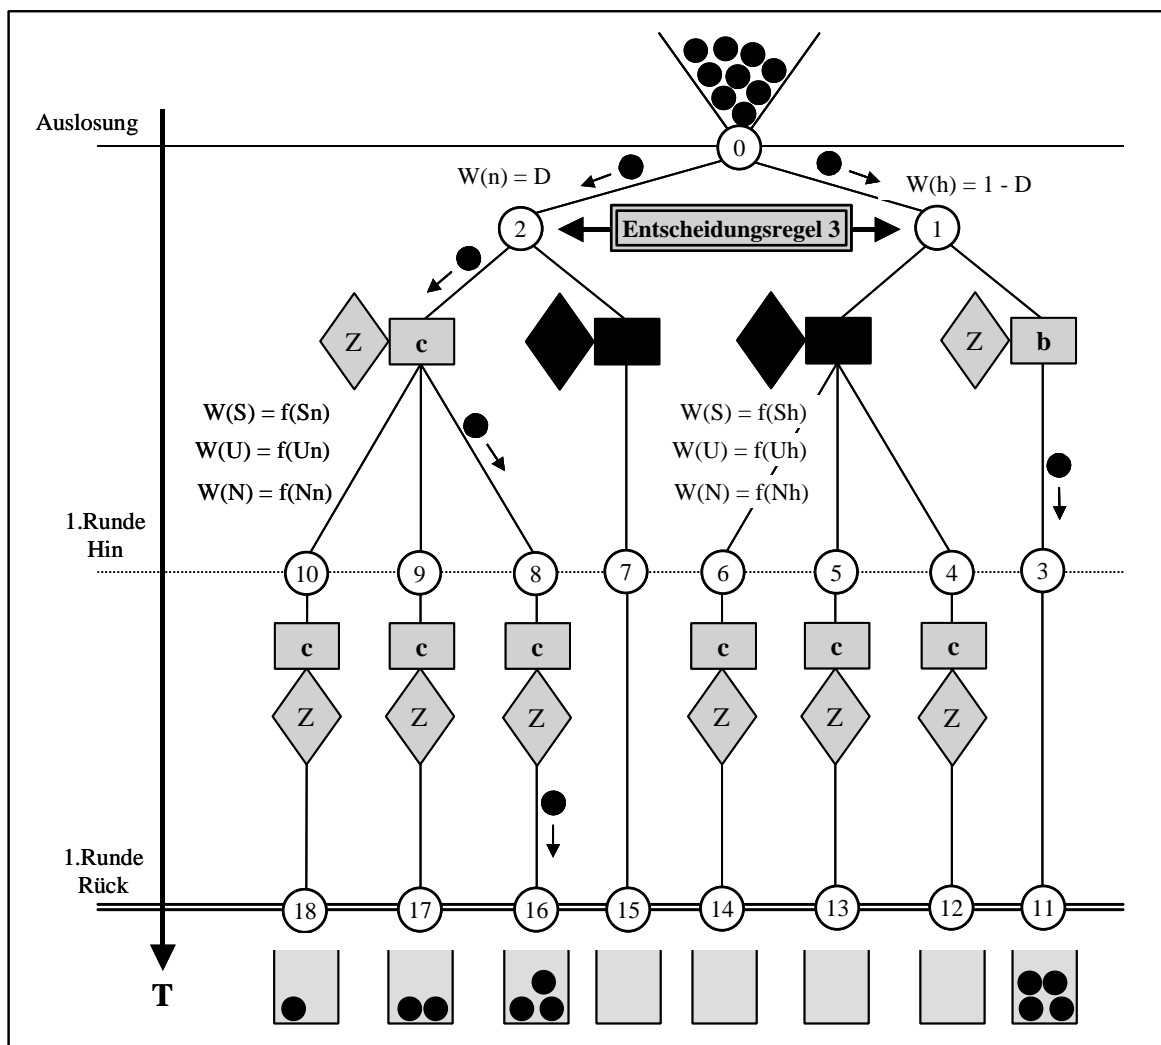 Auslosung
0
W(n) = D
W(h) = 1 - D
2
Entscheidungsregel 3
1
Z
c
Z
b
W(S) = f(Sn)
W(U) = f(Un)
W(N) = f(Nn)
W(S) = f(Sh)
W(U) = f(Uh)
W(N) = f(Nh)
1.Runde
Hin
10
9
8
7
6
5
4
3
c
c
c
c
c
c
Z
Z
Z
Z
Z
Z
1.Runde
Rück
18
17
16
15
14
13
12
11
T